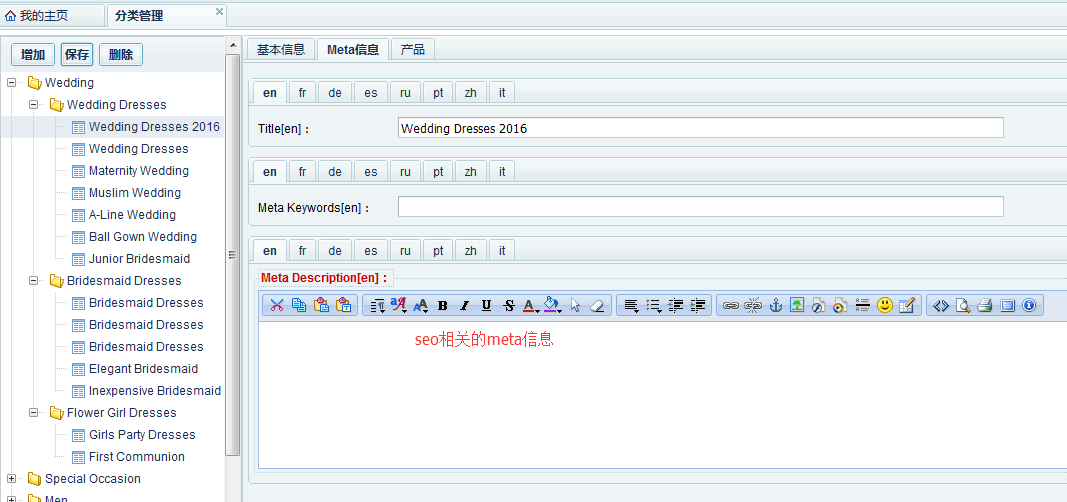 我的主页 分类管理
增加 保存 删除
Wedding
Wedding Dresses
Wedding Dresses 2016
Wedding Dresses
Maternity Wedding
Muslim Wedding
A-Line Wedding
Ball Gown Wedding
Junior Bridesmaid
Bridesmaid Dresses
Bridesmaid Dresses
Bridesmaid Dresses
Bridesmaid Dresses
Elegant Bridesmaid
Inexpensive Bridesmaid
Flower Girl Dresses
Girls Party Dresses
First Communion
Special Occasion
Men
基本信息 Meta信息 产品
en fr de es ru pt zh it
Title[en]： Wedding Dresses 2016
en fr de es ru pt zh it
Meta Keywords[en]：
en fr de es ru pt zh it
Meta Description[en]：
seo相关的meta信息